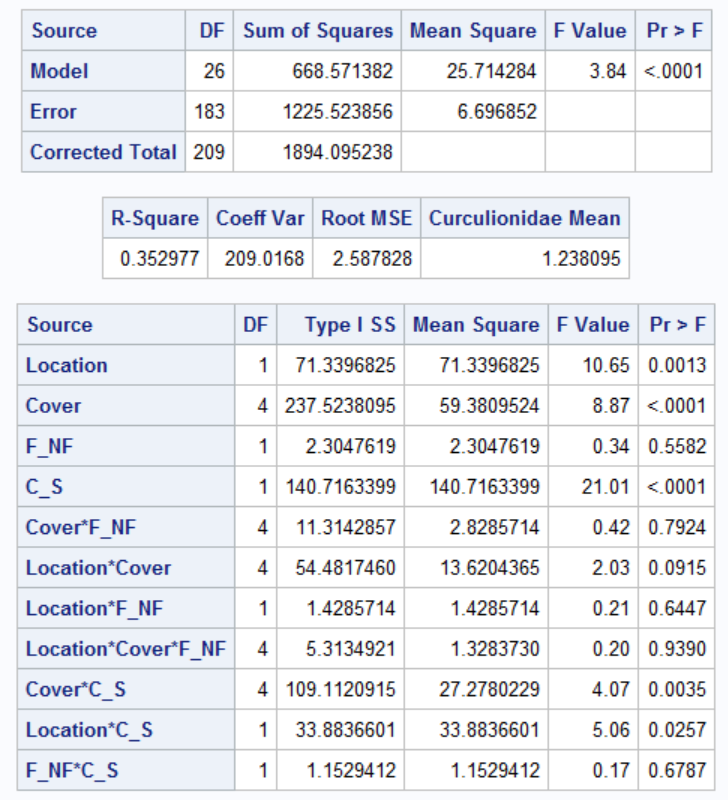 Source DF Sum of Squares Mean Square F Value Pr > F
Model 26 668.571382 25.714284 3.84 <.0001
Error 183 1225.523856 6.696852
Corrected Total 209 1894.095238
R-Square Coeff Var Root MSE Curculionidae Mean
0.352977 209.0168 2.587828 1.238095
Source DF Type I SS Mean Square F Value Pr > F
Location 1 71.3396825 71.3396825 10.65 0.0013
Cover 4 237.5238095 59.3809524 8.87 <.0001
F_NF 1 2.3047619 2.3047619 0.34 0.5582
C_S 1 140.7163399 140.7163399 21.01 <.0001
Cover*F_NF 4 11.3142857 2.8285714 0.42 0.7924
Location*Cover 4 54.4817460 13.6204365 2.03 0.0915
Location*F_NF 1 1.4285714 1.4285714 0.21 0.6447
Location*Cover*F_NF 4 5.3134921 1.3283730 0.20 0.9390
Cover*C_S 4 109.1120915 27.2780229 4.07 0.0035
Location*C_S 1 33.8836601 33.8836601 5.06 0.0257
F_NF*C_S 1 1.1529412 1.1529412 0.17 0.6787